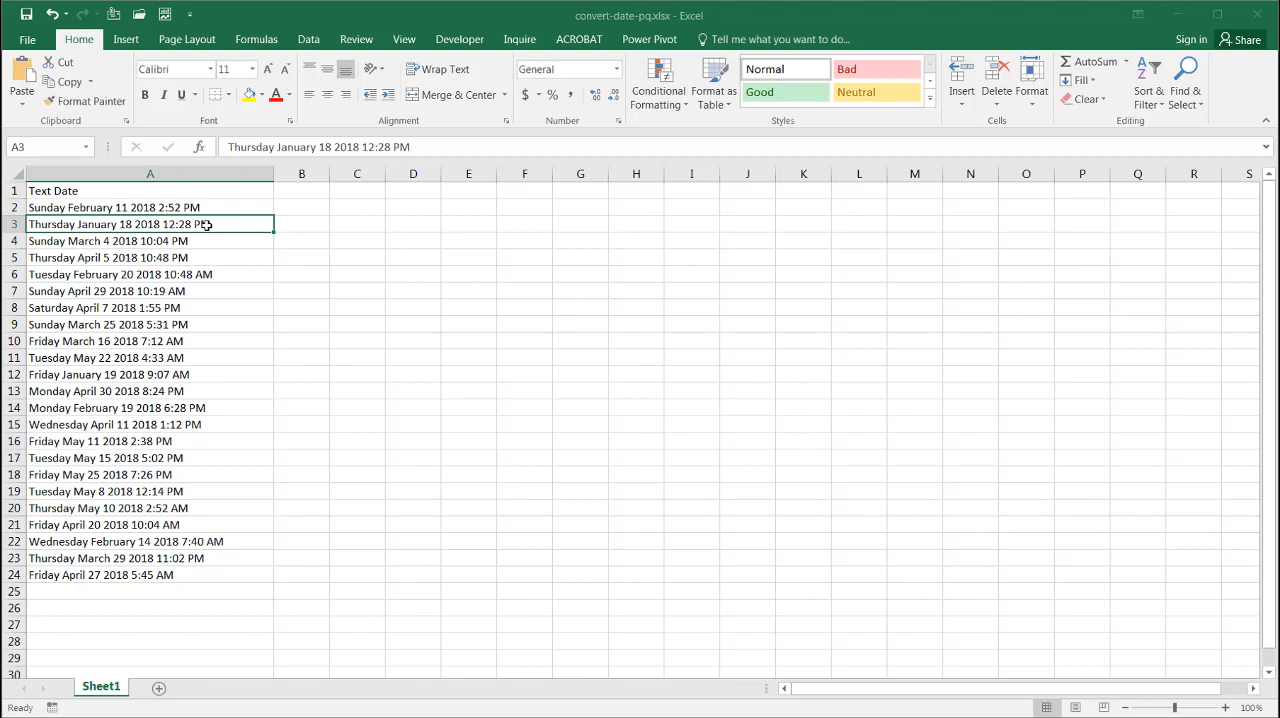 convert-date-pq.xlsx - Excel
File Home Insert Page Layout Formulas Data Review View Developer Inquire ACROBAT Power Pivot Tell me what you want to do... Sign in Share
Paste
Cut
Copy
Format Painter
Clipboard
Calibri 11
B I U A
Font
Wrap Text
Merge & Center
Alignment
General
$ % ,
Number
Conditional Formatting
Format as Table
Normal Bad
Good Neutral
Styles
Insert Delete Format
Cells
AutoSum
Fill
Clear
Sort & Filter
Find & Select
Editing
A3 fx Thursday January 18 2018 12:28 PM
A B C D E F G H I J K L M N O P Q R S
1 Text Date
2 Sunday February 11 2018 2:52 PM
3 Thursday January 18 2018 12:28 PM
4 Sunday March 4 2018 10:04 PM
5 Thursday April 5 2018 10:48 PM
6 Tuesday February 20 2018 10:48 AM
7 Sunday April 29 2018 10:19 AM
8 Saturday April 7 2018 1:55 PM
9 Sunday March 25 2018 5:31 PM
10 Friday March 16 2018 7:12 AM
11 Tuesday May 22 2018 4:33 AM
12 Friday January 19 2018 9:07 AM
13 Monday April 30 2018 8:24 PM
14 Monday February 19 2018 6:28 PM
15 Wednesday April 11 2018 1:12 PM
16 Friday May 11 2018 2:38 PM
17 Tuesday May 15 2018 5:02 PM
18 Friday May 25 2018 7:26 PM
19 Tuesday May 8 2018 12:14 PM
20 Thursday May 10 2018 2:52 AM
21 Friday April 20 2018 10:04 AM
22 Wednesday February 14 2018 7:40 AM
23 Thursday March 29 2018 11:02 PM
24 Friday April 27 2018 5:45 AM
25
26
27
28
29
30
Sheet1
Ready 100%